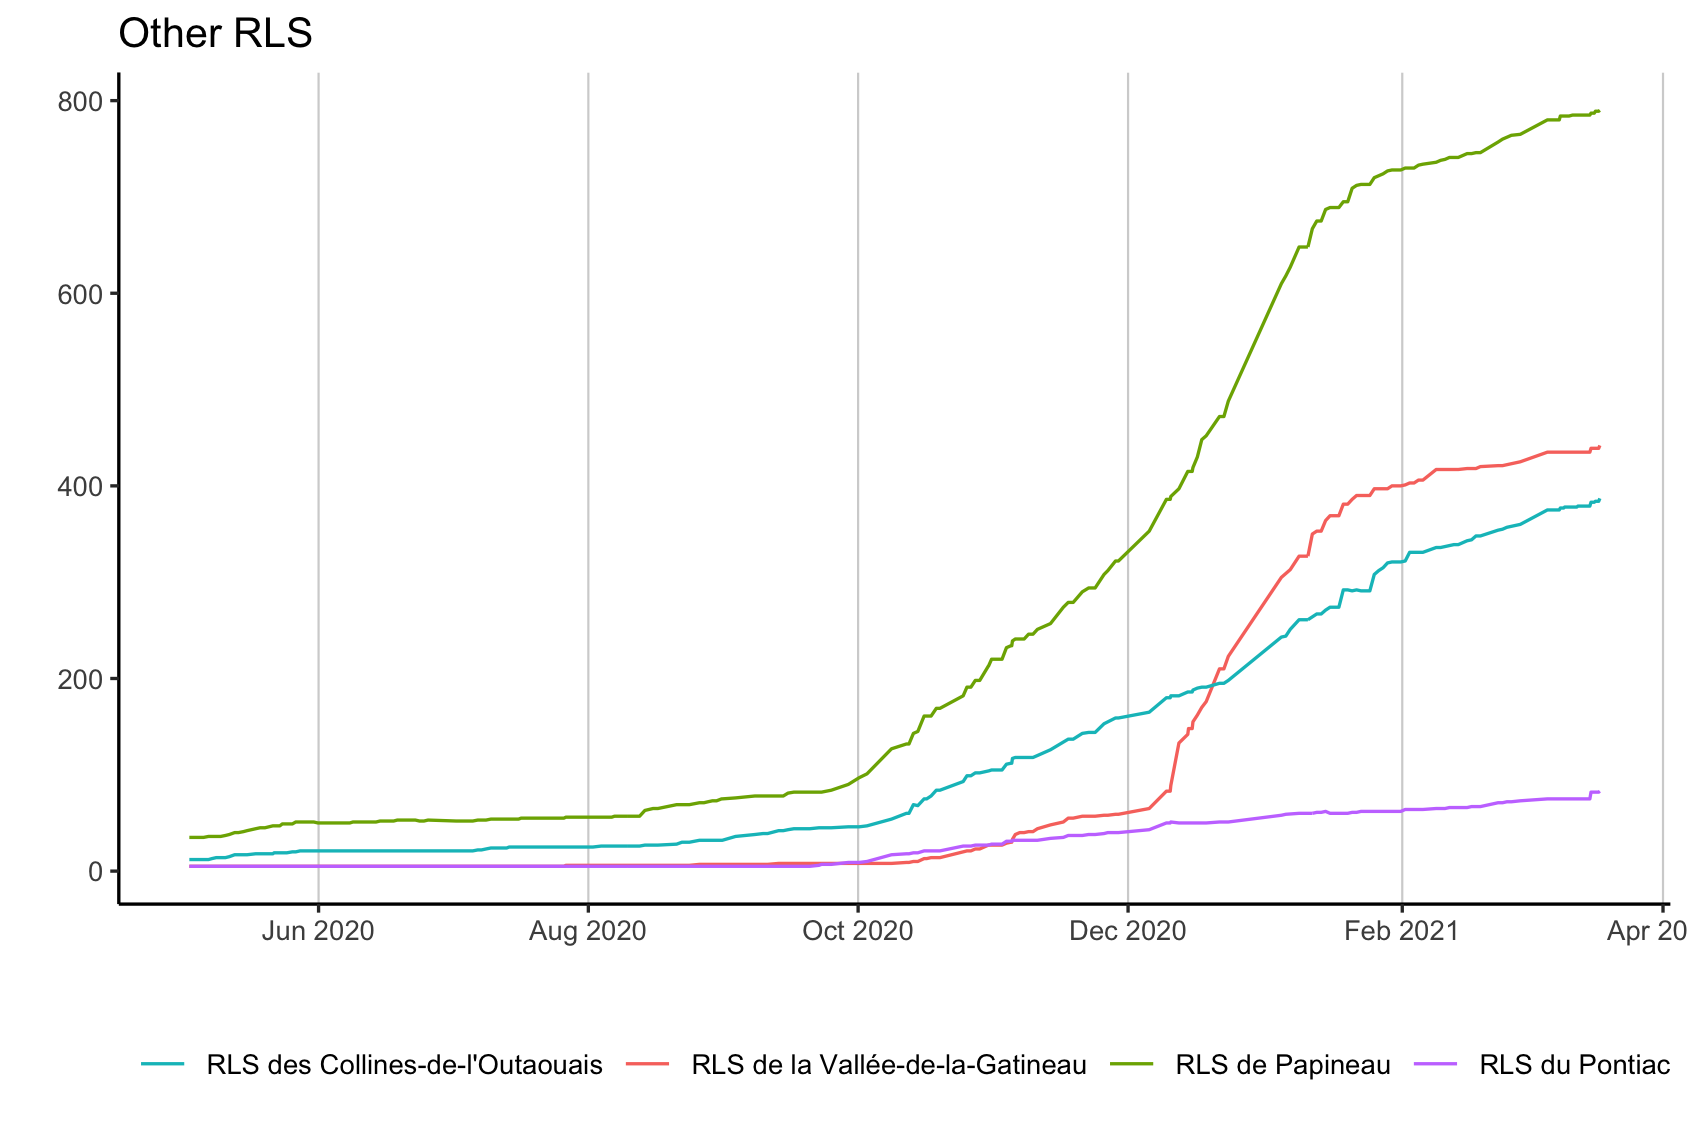 Other RLS
800
600
400
200
0
Jun 2020 Aug 2020 Oct 2020 Dec 2020 Feb 2021 Apr 20
RLS des Collines-de-l'Outaouais RLS de la Vallée-de-la-Gatineau RLS de Papineau RLS du Pontiac